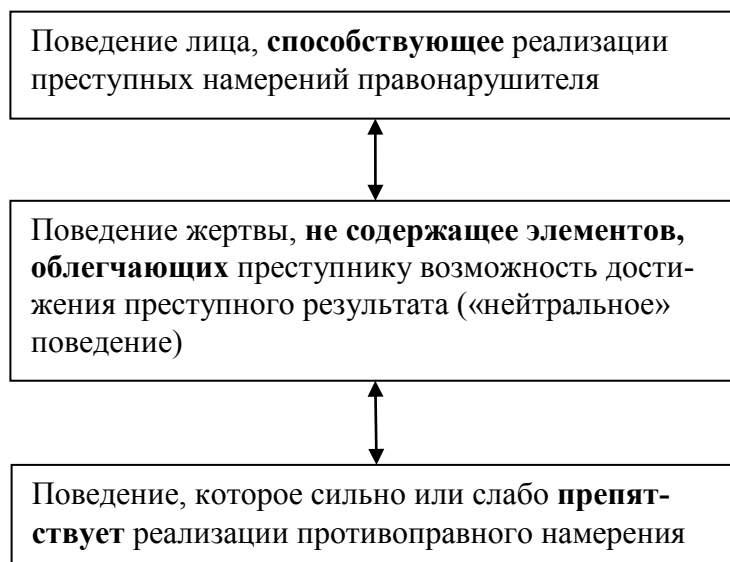 Поведение лица, способствующее реализации
преступных намерений правонарушителя
Поведение жертвы, не содержащее элементов,
облегчающих преступнику возможность дости-
жения преступного результата («нейтральное»
поведение)
Поведение, которое сильно или слабо препят-
ствует реализации противоправного намерения